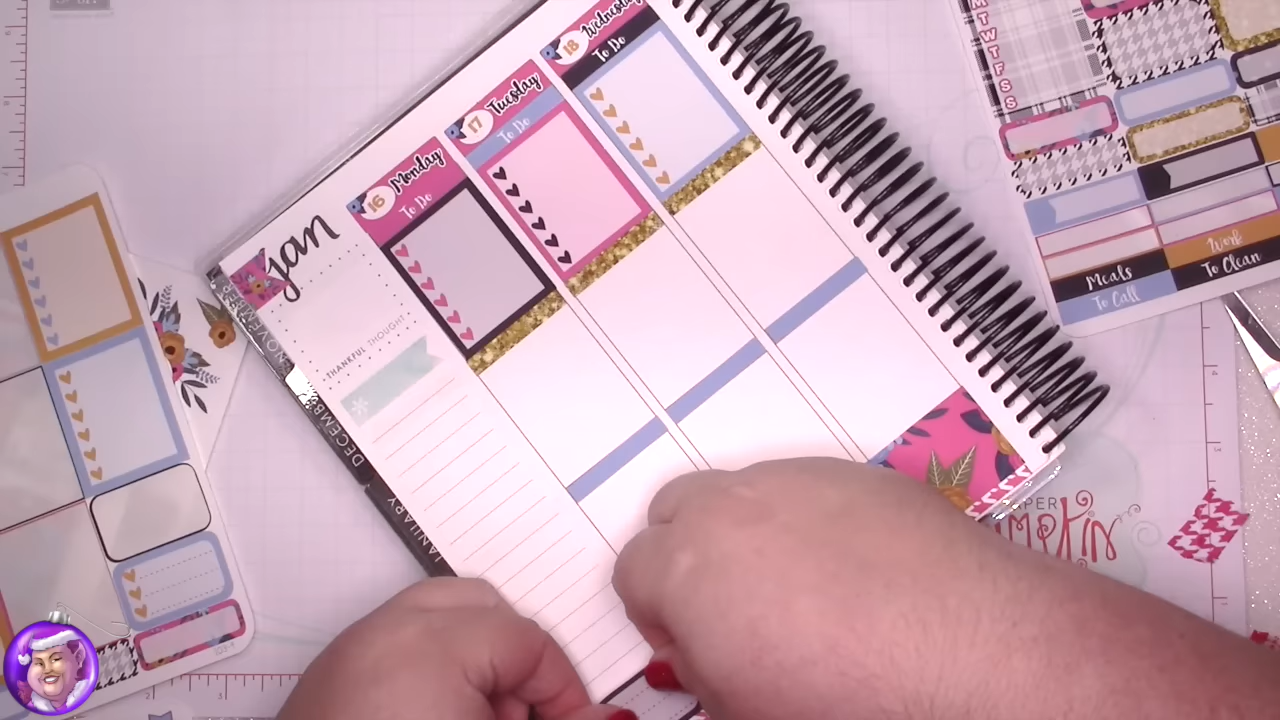 jan
16 Monday
To Do
17 Tuesday
To Do
18 Wednesday
To Do
THANKFUL THOUGHT
NOVEMBER
DECEMBER
JANUARY
M
T
W
T
F
S
S
Work
Meals
To Clean
To Call